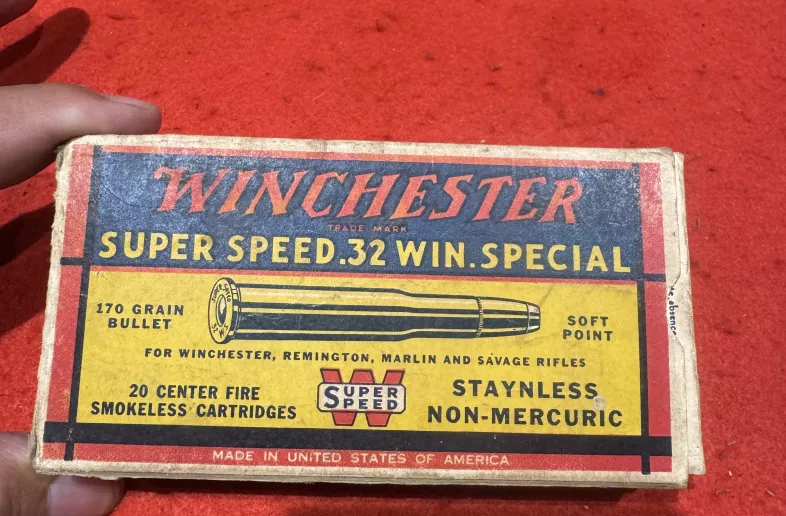 WINCHESTER
TRADE MARK
SUPER SPEED .32 WIN. SPECIAL
170 GRAIN
BULLET
SOFT
POINT
FOR WINCHESTER, REMINGTON, MARLIN AND SAVAGE RIFLES
20 CENTER FIRE
SMOKELESS CARTRIDGES
SUPER
SPEED
STAYNLESS
NON-MERCURIC
MADE IN UNITED STATES OF AMERICA